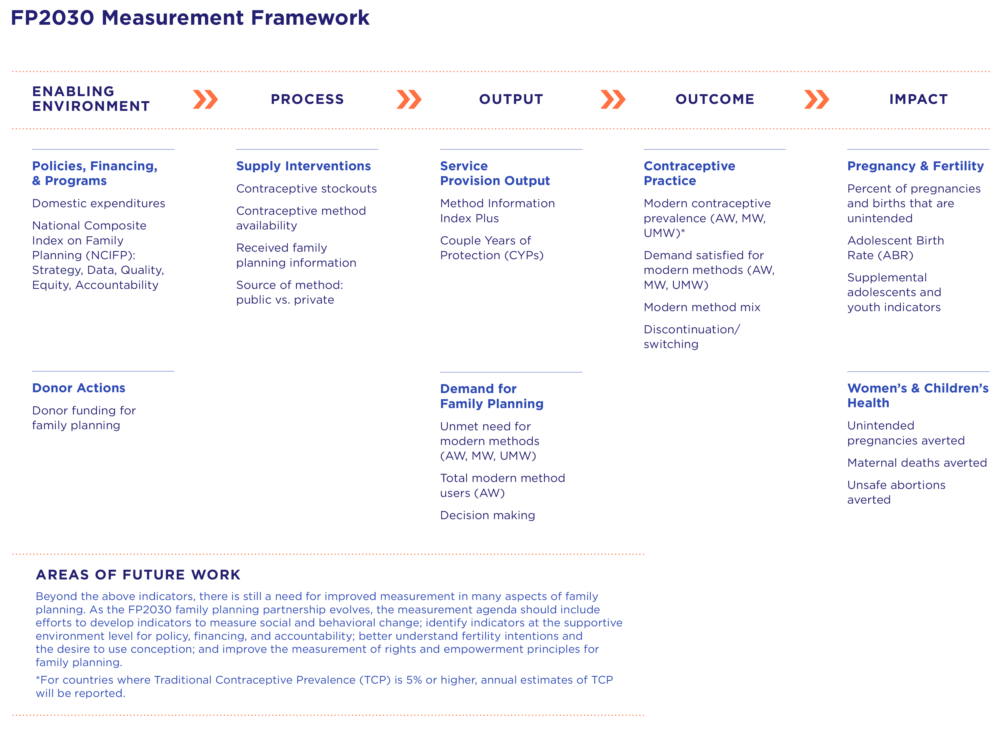 FP2030 Measurement Framework
ENABLING
ENVIRONMENT
PROCESS
OUTPUT
OUTCOME
IMPACT
Policies, Financing,
& Programs
Domestic expenditures
National Composite
Index on Family
Planning (NCIFP):
Strategy, Data, Quality,
Equity, Accountability
Donor Actions
Donor funding for
family planning
Supply Interventions
Contraceptive stockouts
Contraceptive method
availability
Received family
planning information
Source of method:
public vs. private
Service
Provision Output
Method Information
Index Plus
Couple Years of
Protection (CYPs)
Demand for
Family Planning
Unmet need for
modern methods
(AW, MW, UMW)
Total modern method
users (AW)
Decision making
Contraceptive
Practice
Modern contraceptive
prevalence (AW, MW,
UMW)*
Demand satisfied for
modern methods (AW,
MW, UMW)
Modern method mix
Discontinuation/
switching
Pregnancy & Fertility
Percent of pregnancies
and births that are
unintended
Adolescent Birth
Rate (ABR)
Supplemental
adolescents and
youth indicators
Women’s & Children’s
Health
Unintended
pregnancies averted
Maternal deaths averted
Unsafe abortions
averted
AREAS OF FUTURE WORK
Beyond the above indicators, there is still a need for improved measurement in many aspects of family
planning. As the FP2030 family planning partnership evolves, the measurement agenda should include
efforts to develop indicators to measure social and behavioral change; identify indicators at the supportive
environment level for policy, financing, and accountability; better understand fertility intentions and
the desire to use conception; and improve the measurement of rights and empowerment principles for
family planning.
*For countries where Traditional Contraceptive Prevalence (TCP) is 5% or higher, annual estimates of TCP
will be reported.